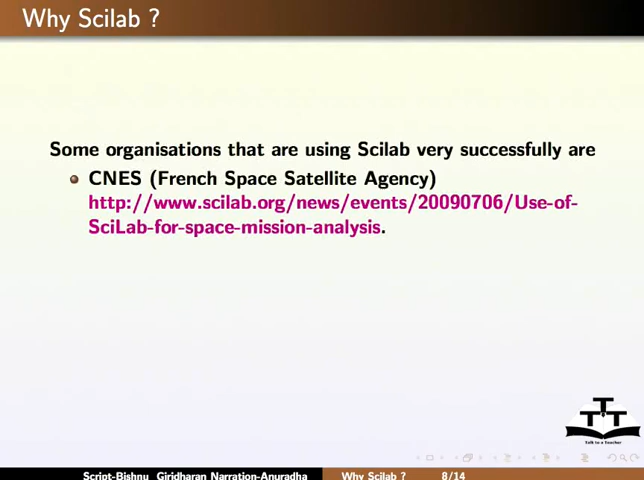 Why Scilab ?
Some organisations that are using Scilab very successfully are
CNES (French Space Satellite Agency)
http://www.scilab.org/news/events/20090706/Use-of-
SciLab-for-space-mission-analysis.
TTT
Talk to a Teacher
Script-Bishnu Giridharan Narration-Anuradha Why Scilab ? 8/14